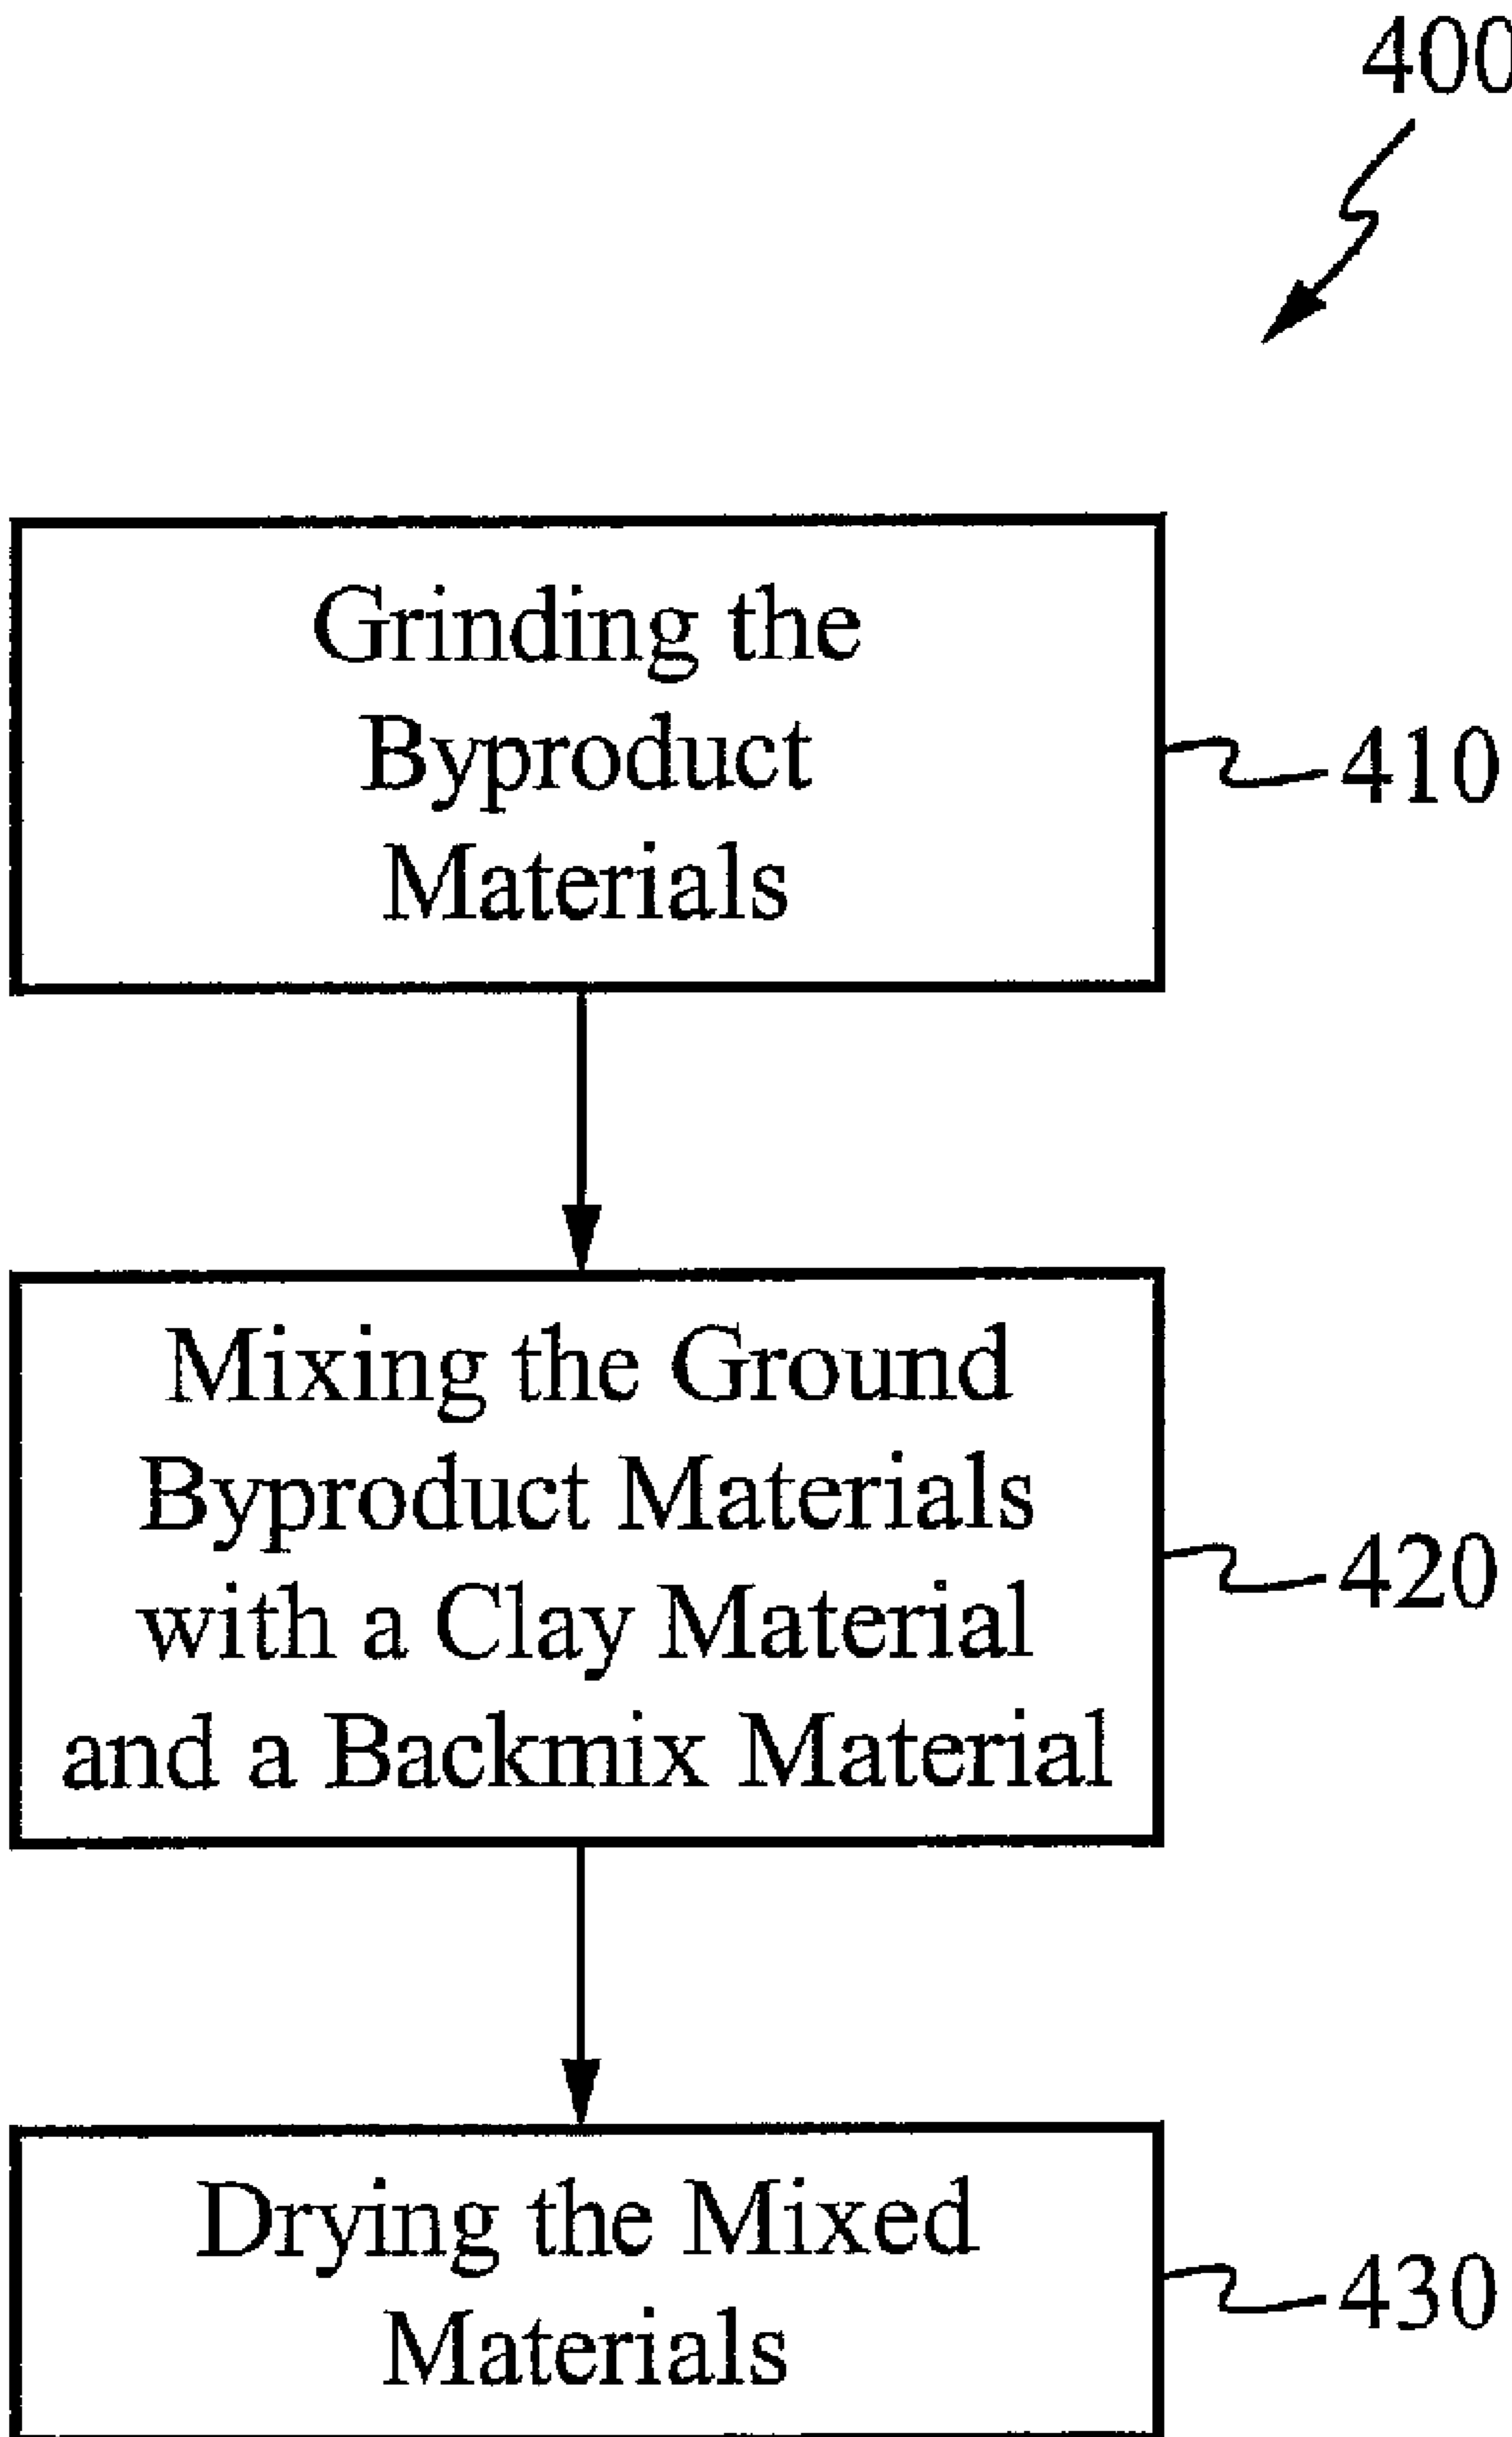 400
Grinding the
Byproduct
Materials
410
Mixing the Ground
Byproduct Materials
with a Clay Material
and a Backmix Material
420
Drying the Mixed
Materials
430